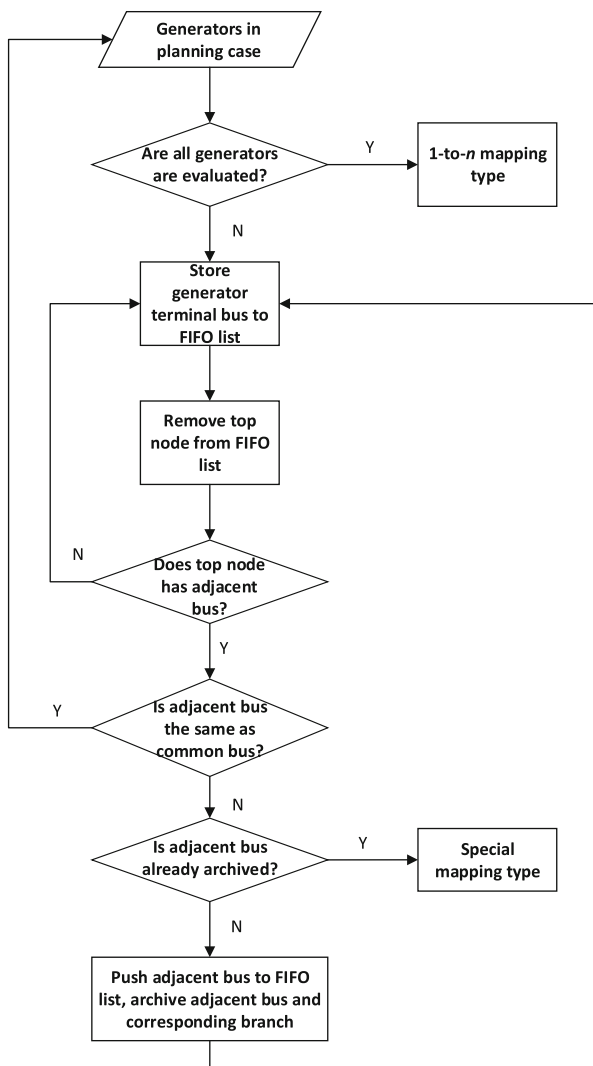 Generators in
planning case
Are all generators
are evaluated?
Y
1-to-n mapping
type
N
Store
generator
terminal bus to
FIFO list
Remove top
node from FIFO
list
N
Does top node
has adjacent
bus?
Y
Y
Is adjacent bus
the same as
common bus?
N
Is adjacent bus
already archived?
Y
Special
mapping type
N
Push adjacent bus to FIFO
list, archive adjacent bus and
corresponding branch